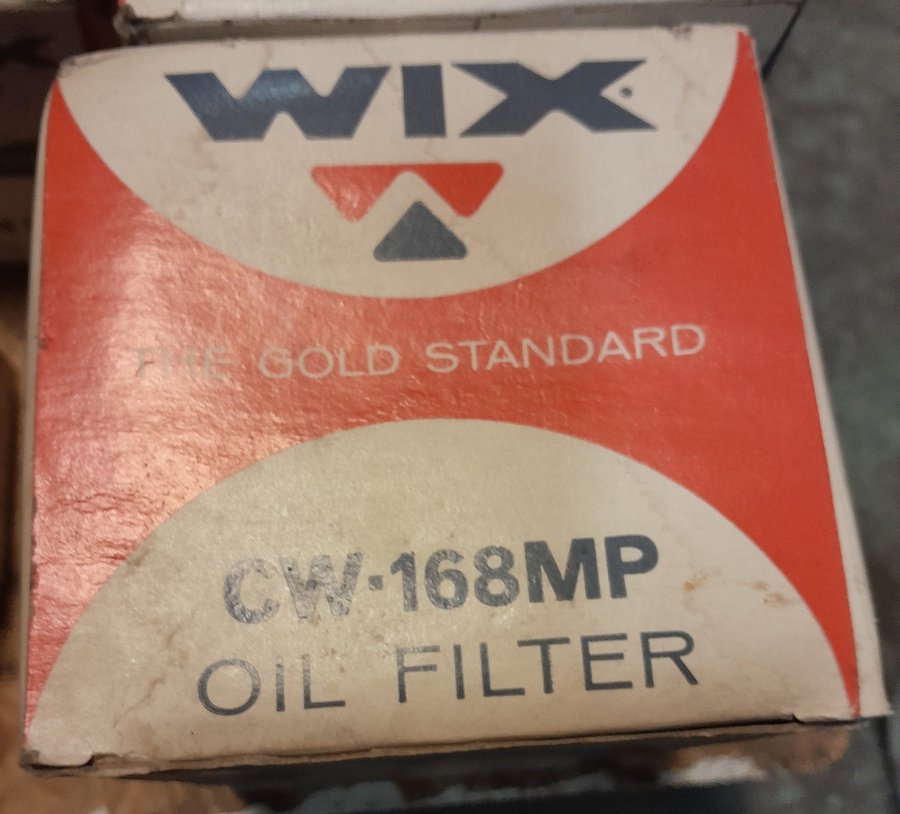 WIX
THE GOLD STANDARD
CW-168MP
OIL FILTER